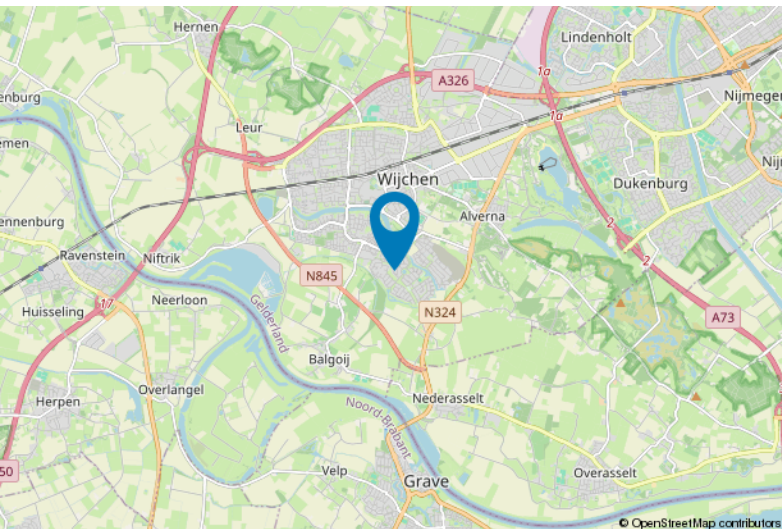 Hernen
Lindenholt
A326
1a
enburg
Nijmegen
1a
Leur
emen
Nij
Wijchen
Dukenburg
Alverna
2
ennenburg
Ravenstein
Niftrik
2
N845
17
Neerloon
Huisseling
Gelderland
N324
A73
Balgoij
Overlangel
Herpen
Nederasselt
Noord-Brabant
50
Velp
Overasselt
Grave
© OpenStreetMap contributors